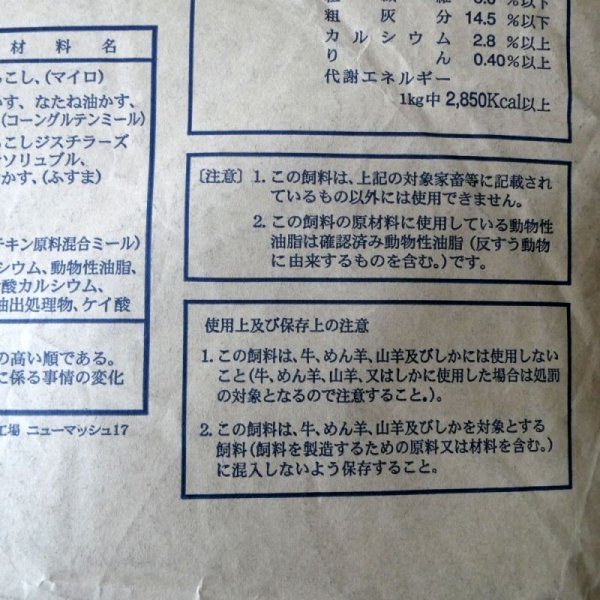 材料名
こし、(マイロ)
かす、なたね油かす、
(コーングルテンミール)
こしジスチラーズ
ソリュブル、
かす、(ふすま)
チキン原料混合ミール)
シウム、動物性油脂、
酸カルシウム、
抽出処理物、ケイ酸
の高い順である。
に係る事情の変化
工場 ニューマッシュ17
粗灰分 14.5 %以下
カルシウム 2.8 %以上
りん 0.40%以上
代謝エネルギー
1kg中 2,850Kcal以上
〔注意〕1. この飼料は、上記の対象家畜等に記載され
ているもの以外には使用できません。
2. この飼料の原材料に使用している動物性
油脂は確認済み動物性油脂(反すう動物
に由来するものを含む。)です。
使用上及び保存上の注意
1. この飼料は、牛、めん羊、山羊及びしかには使用しない
こと(牛、めん羊、山羊、又はしかに使用した場合は処罰
の対象となるので注意すること。)。
2. この飼料は、牛、めん羊、山羊及びしかを対象とする
飼料(飼料を製造するための原料又は材料を含む。)
に混入しないよう保存すること。